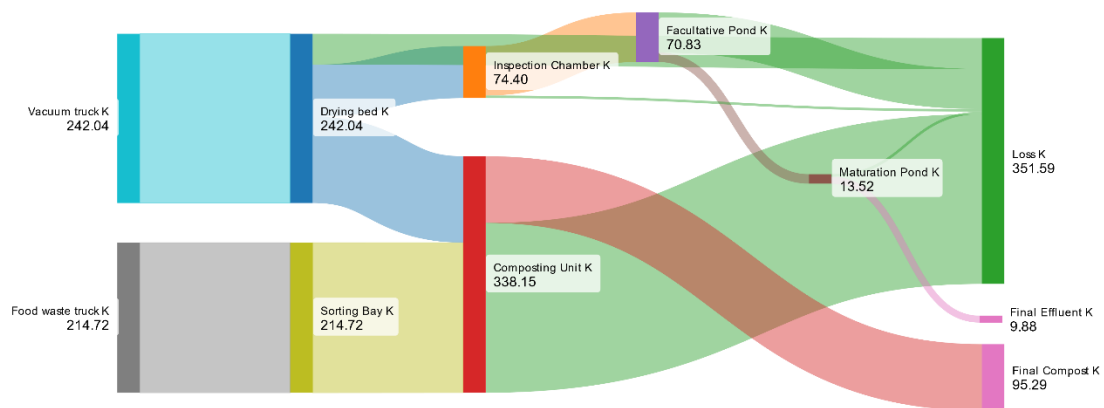 Vacuum truck K
242.04
Food waste truck K
214.72
Drying bed K
242.04
Sorting Bay K
214.72
Inspection Chamber K
74.40
Composting Unit K
338.15
Facultative Pond K
70.83
Maturation Pond K
13.52
Loss K
351.59
Final Effluent K
9.88
Final Compost K
95.29